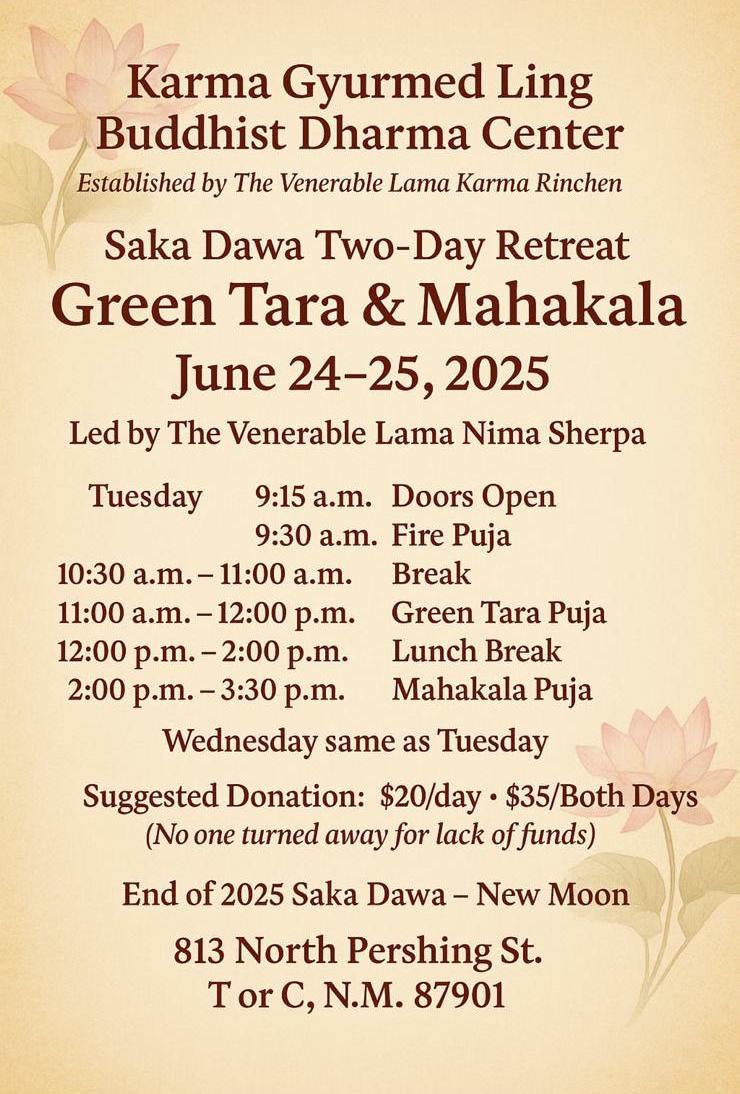 Karma Gyurmed Ling
Buddhist Dharma Center
Established by The Venerable Lama Karma Rinchen
Saka Dawa Two-Day Retreat
Green Tara & Mahakala
June 24–25, 2025
Led by The Venerable Lama Nima Sherpa
Tuesday 9:15 a.m. Doors Open
9:30 a.m. Fire Puja
10:30 a.m. – 11:00 a.m. Break
11:00 a.m. – 12:00 p.m. Green Tara Puja
12:00 p.m. – 2:00 p.m. Lunch Break
2:00 p.m. – 3:30 p.m. Mahakala Puja
Wednesday same as Tuesday
Suggested Donation: $20/day • $35/Both Days
(No one turned away for lack of funds)
End of 2025 Saka Dawa – New Moon
813 North Pershing St.
T or C, N.M. 87901